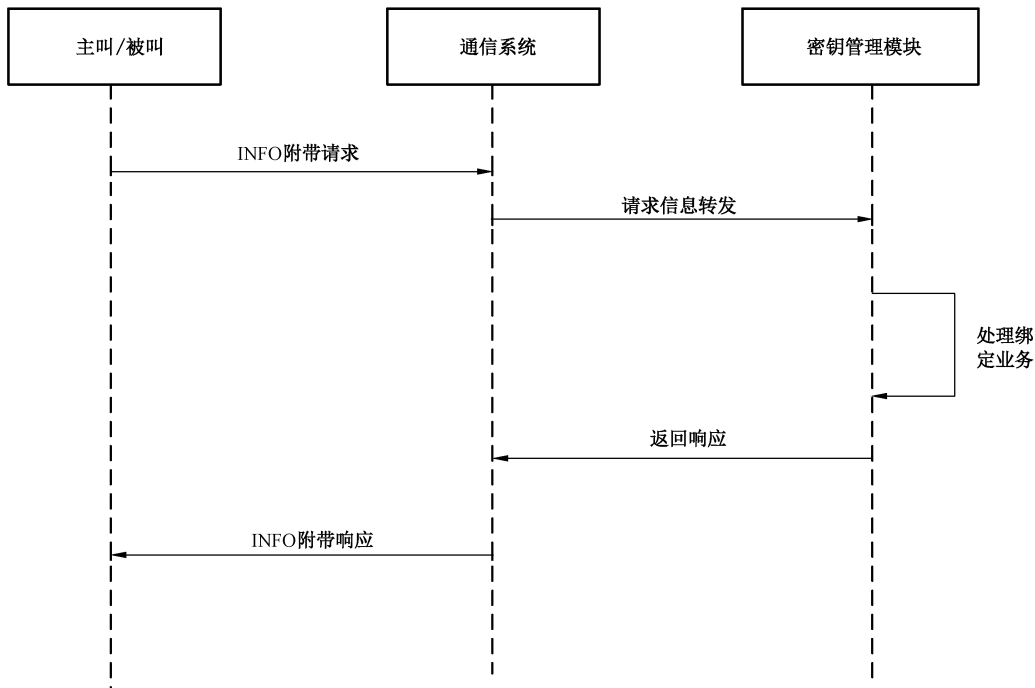 主叫/被叫
通信系统
密钥管理模块
INFO附带请求
请求信息转发
处理绑
定业务
返回响应
INFO附带响应